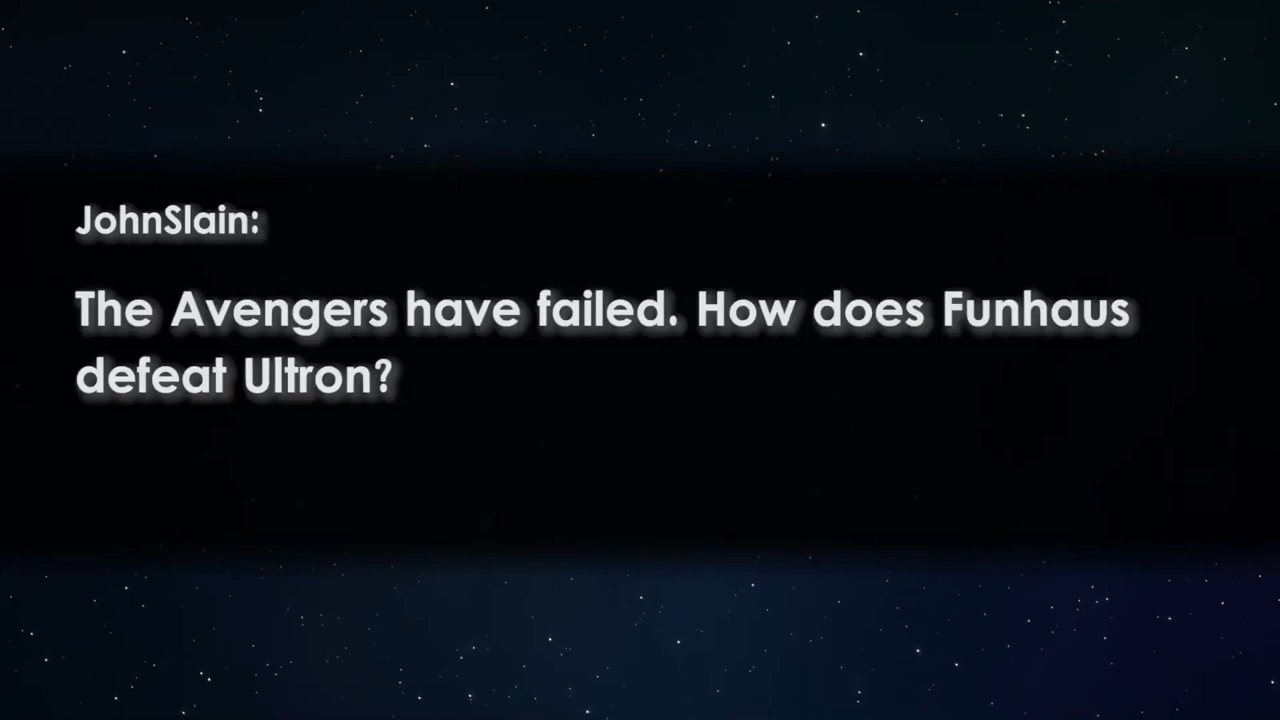 JohnSlain:
The Avengers have failed. How does Funhaus
defeat Ultron?